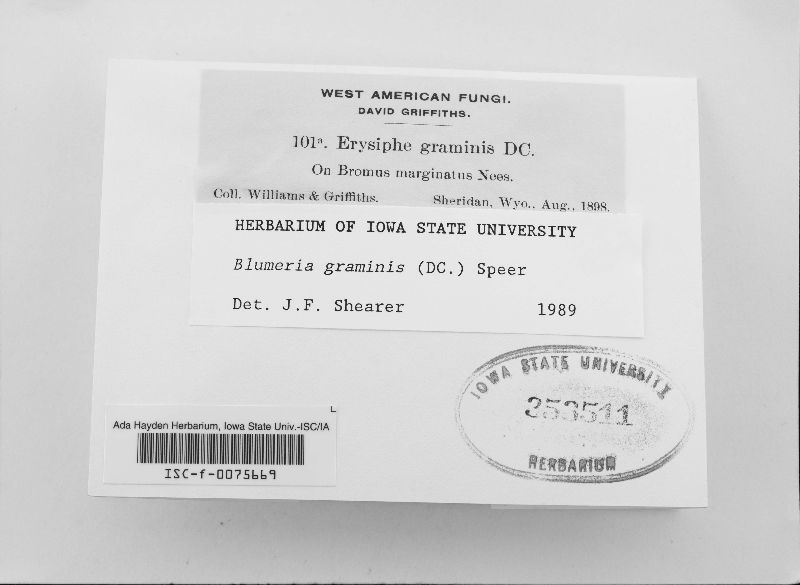 WEST AMERICAN FUNGI.
DAVID GRIFFITHS.
101a. Erysiphe graminis DC.
On Bromus marginatus Nees.
Coll. Williams & Griffiths. Sheridan, Wyo., Aug., 1898.
HERBARIUM OF IOWA STATE UNIVERSITY
Blumeria graminis (DC.) Speer
Det. J.F. Shearer 1989
IOWA STATE UNIVERSITY
353511
HERBARIUM
L
Ada Hayden Herbarium, Iowa State Univ.-ISC/IA
ISC-f-0075669